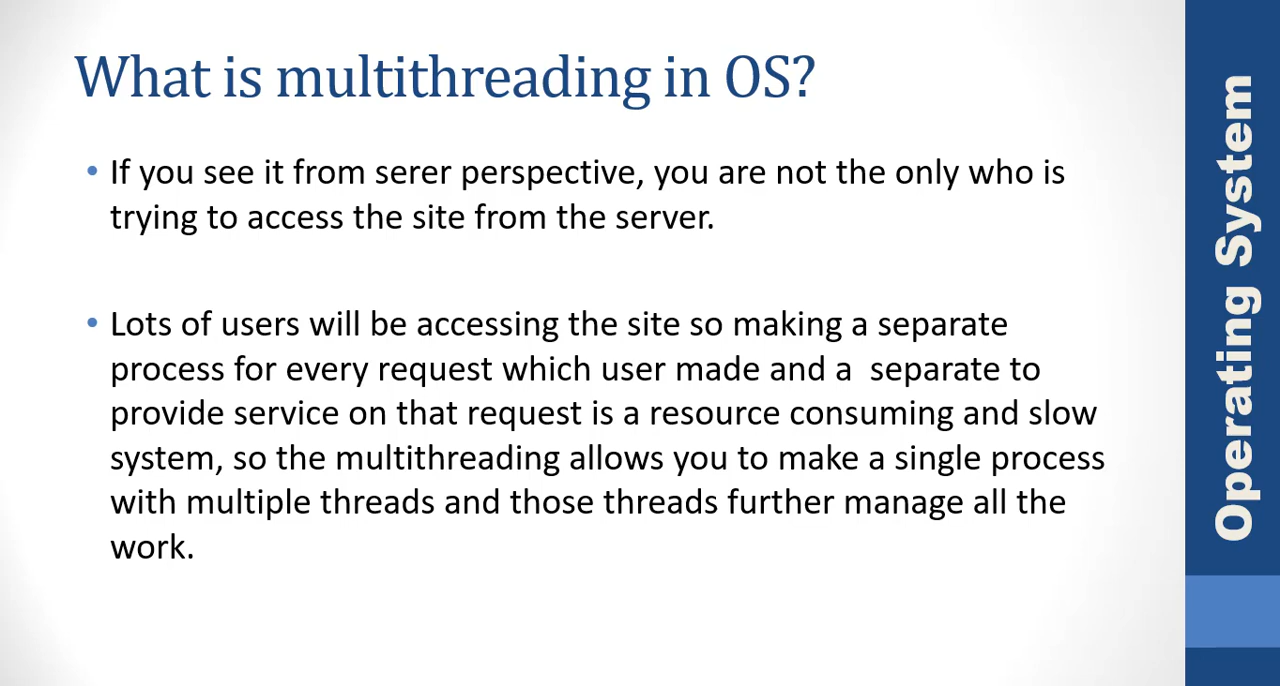 What is multithreading in OS?
• If you see it from serer perspective, you are not the only who is
trying to access the site from the server.
• Lots of users will be accessing the site so making a separate
process for every request which user made and a  separate to
provide service on that request is a resource consuming and slow
system, so the multithreading allows you to make a single process
with multiple threads and those threads further manage all the
work.
Operating System